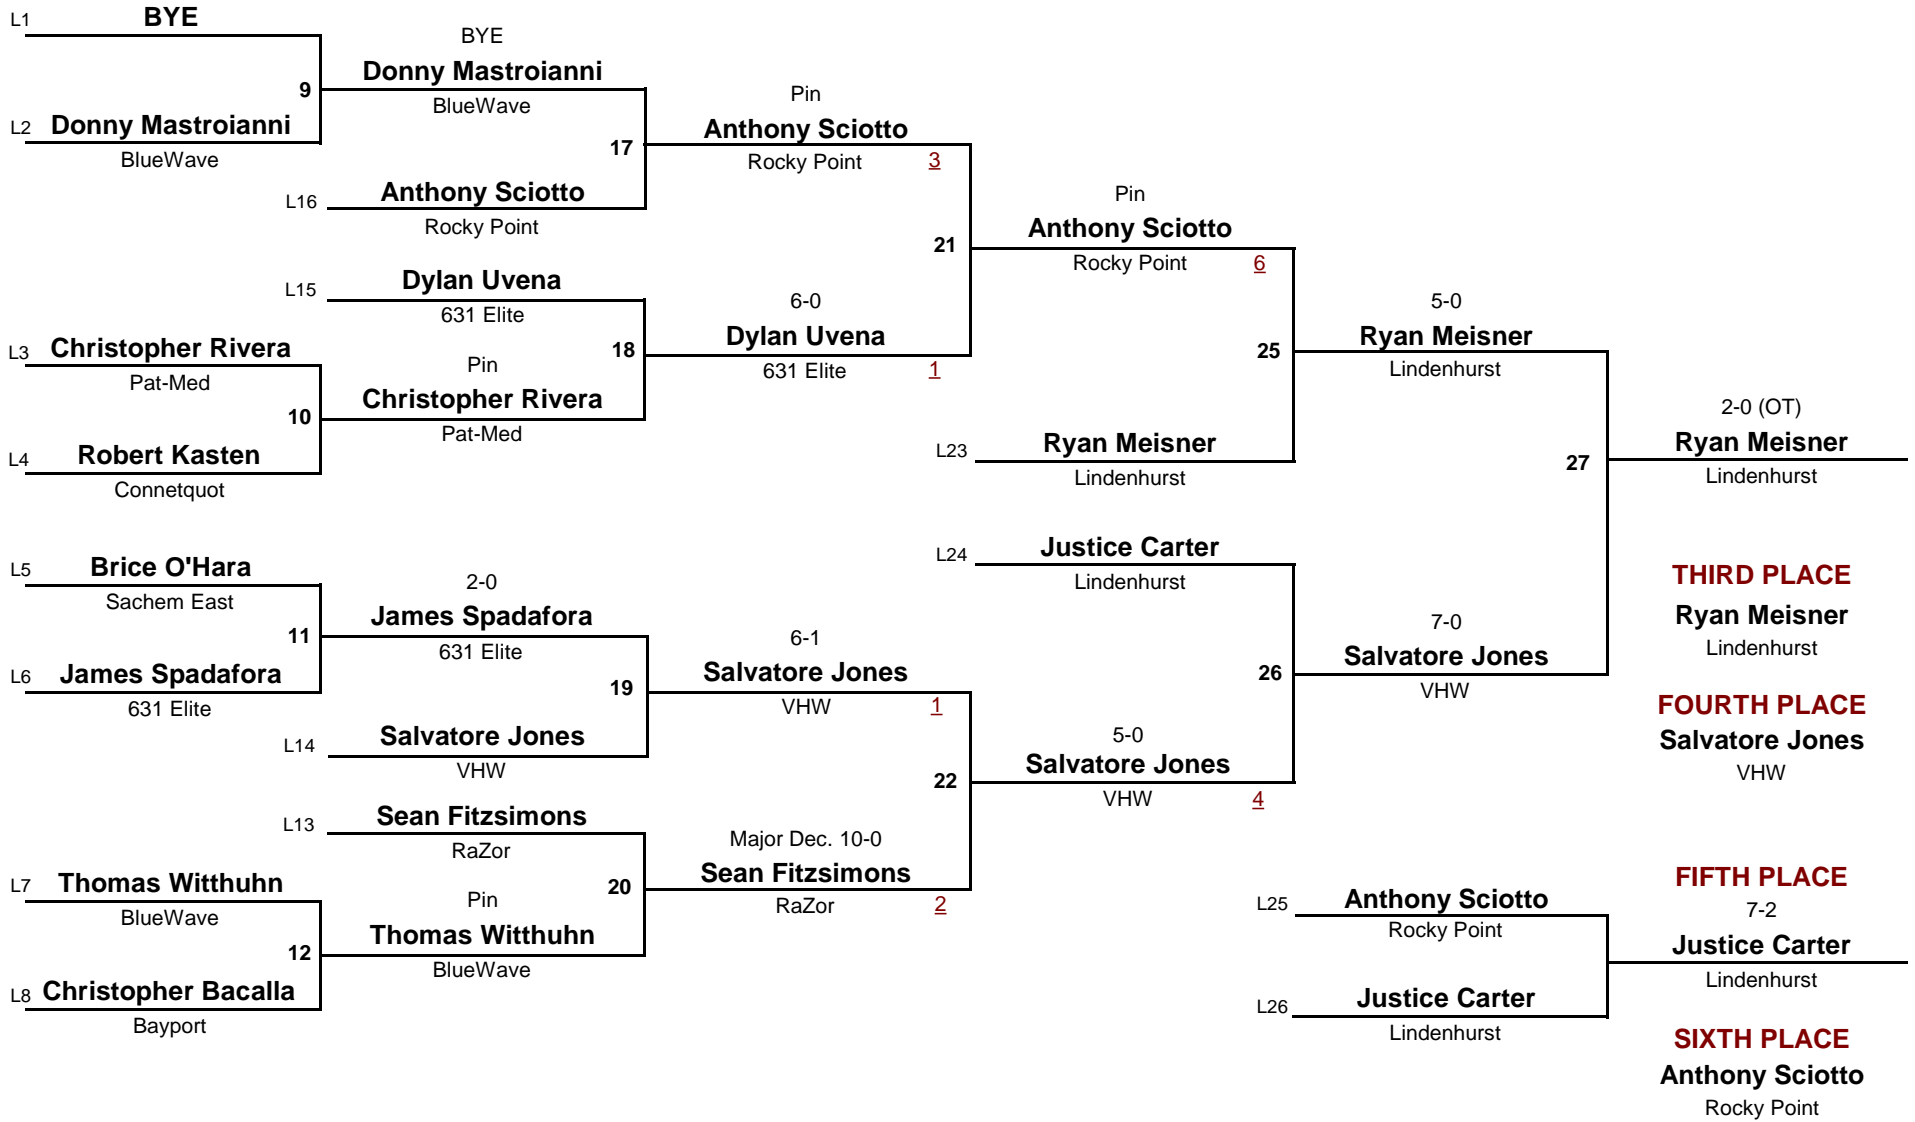 L1 BYE
9
L2 Donny Mastroianni
BlueWave
L3 Christopher Rivera
Pat-Med
10
L4 Robert Kasten
Connetquot
L5 Brice O'Hara
Sachem East
11
L6 James Spadafora
631 Elite
L7 Thomas Witthuhn
BlueWave
12
L8 Christopher Bacalla
Bayport
BYE
Donny Mastroianni
BlueWave
17
L16 Anthony Sciotto
Rocky Point
L15 Dylan Uvena
631 Elite
18
Pin
Christopher Rivera
Pat-Med
2-0
James Spadafora
631 Elite
19
L14 Salvatore Jones
VHW
L13 Sean Fitzsimons
RaZor
20
Pin
Thomas Witthuhn
BlueWave
Pin
Anthony Sciotto
Rocky Point 3
21
6-0
Dylan Uvena
631 Elite 1
6-1
Salvatore Jones
VHW 1
22
Major Dec. 10-0
Sean Fitzsimons
RaZor 2
Pin
Anthony Sciotto
Rocky Point 6
25
L23 Ryan Meisner
Lindenhurst
L24 Justice Carter
Lindenhurst
26
5-0
Salvatore Jones
VHW 4
5-0
Ryan Meisner
Lindenhurst
27
7-0
Salvatore Jones
VHW
L25 Anthony Sciotto
Rocky Point
L26 Justice Carter
Lindenhurst
2-0 (OT)
Ryan Meisner
Lindenhurst
THIRD PLACE
Ryan Meisner
Lindenhurst
FOURTH PLACE
Salvatore Jones
VHW
FIFTH PLACE
7-2
Justice Carter
Lindenhurst
SIXTH PLACE
Anthony Sciotto
Rocky Point